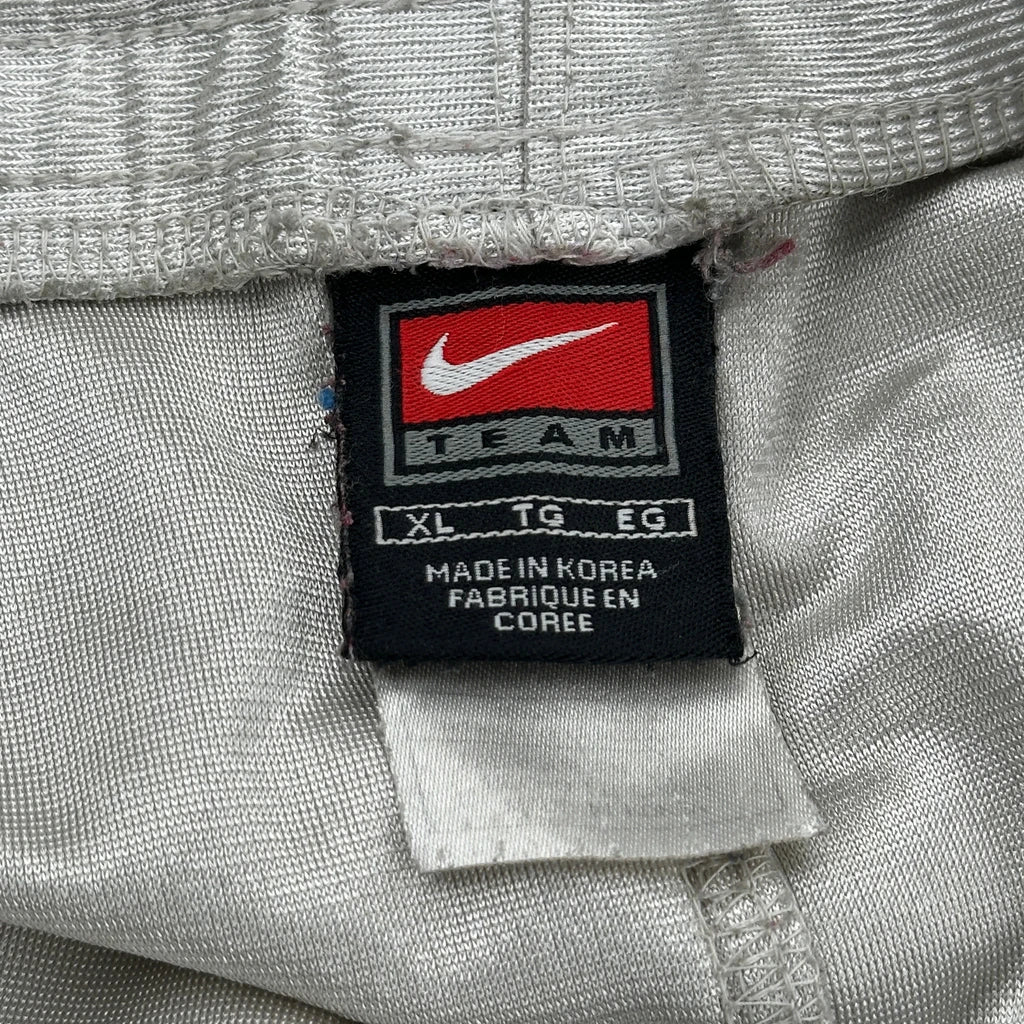 TEAM
XL TG EG
MADE IN KOREA
FABRIQUE EN
COREE